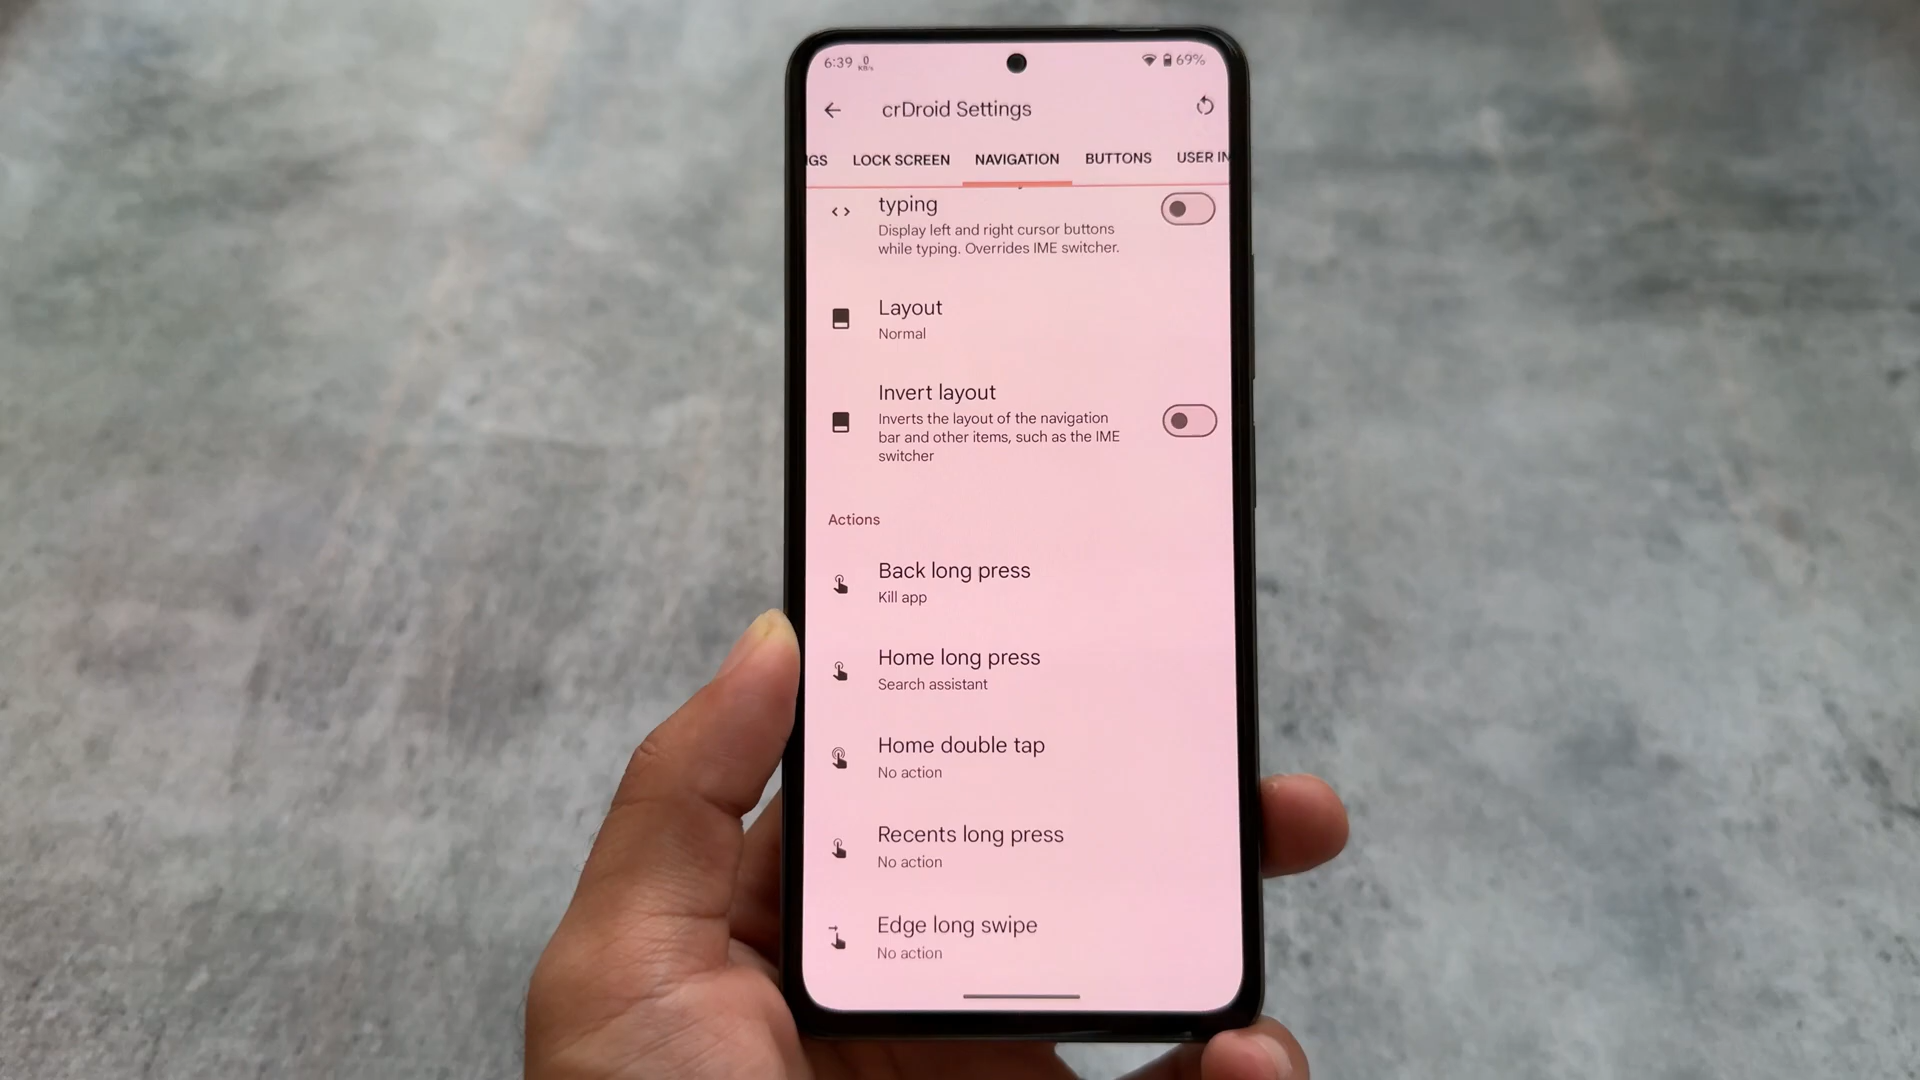 6:39 0 KB/s 69%
crDroid Settings
GS LOCK SCREEN NAVIGATION BUTTONS USER IN
typing
Display left and right cursor buttons
while typing. Overrides IME switcher.
Layout
Normal
Invert layout
Inverts the layout of the navigation
bar and other items, such as the IME
switcher
Actions
Back long press
Kill app
Home long press
Search assistant
Home double tap
No action
Recents long press
No action
Edge long swipe
No action